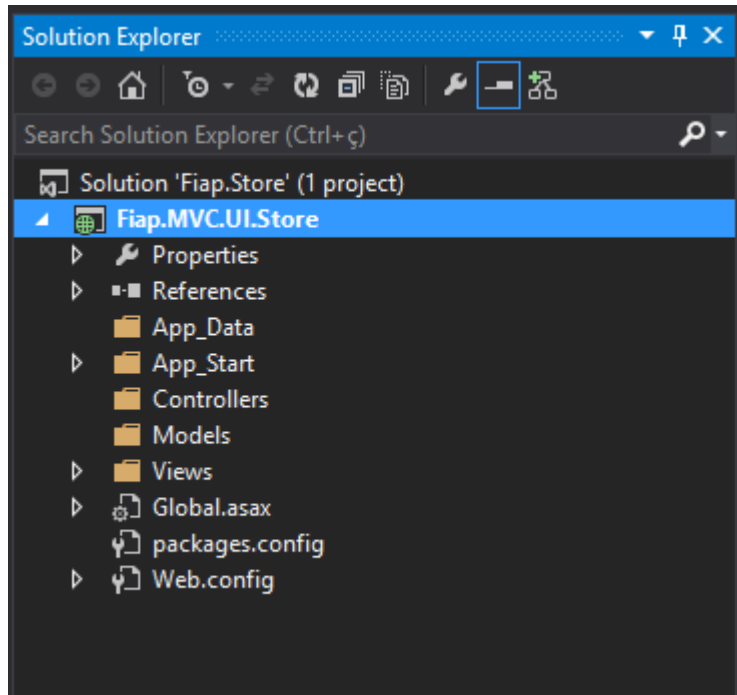 Solution Explorer
Search Solution Explorer (Ctrl+ç)
Solution 'Fiap.Store' (1 project)
Fiap.MVC.UI.Store
Properties
References
App_Data
App_Start
Controllers
Models
Views
Global.asax
packages.config
Web.config